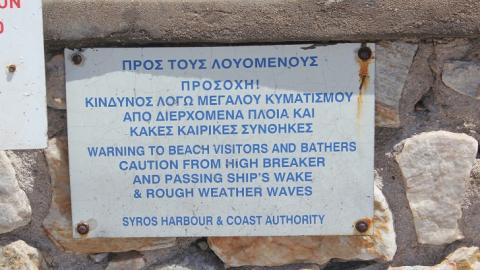 ΠΡΟΣ ΤΟΥΣ ΛΟΥΟΜΕΝΟΥΣ
ΠΡΟΣΟΧΗ!
ΚΙΝΔΥΝΟΣ ΛΟΓΩ ΜΕΓΑΛΟΥ ΚΥΜΑΤΙΣΜΟΥ
ΑΠΟ ΔΙΕΡΧΟΜΕΝΑ ΠΛΟΙΑ ΚΑΙ
ΚΑΚΕΣ ΚΑΙΡΙΚΕΣ ΣΥΝΘΗΚΕΣ
WARNING TO BEACH VISITORS AND BATHERS
CAUTION FROM HiGH BREAKER
AND PASSING SHIP'S WAKE
& ROUGH WEATHER WAVES
SYROS HARBOUR & COAST AUTHORITY